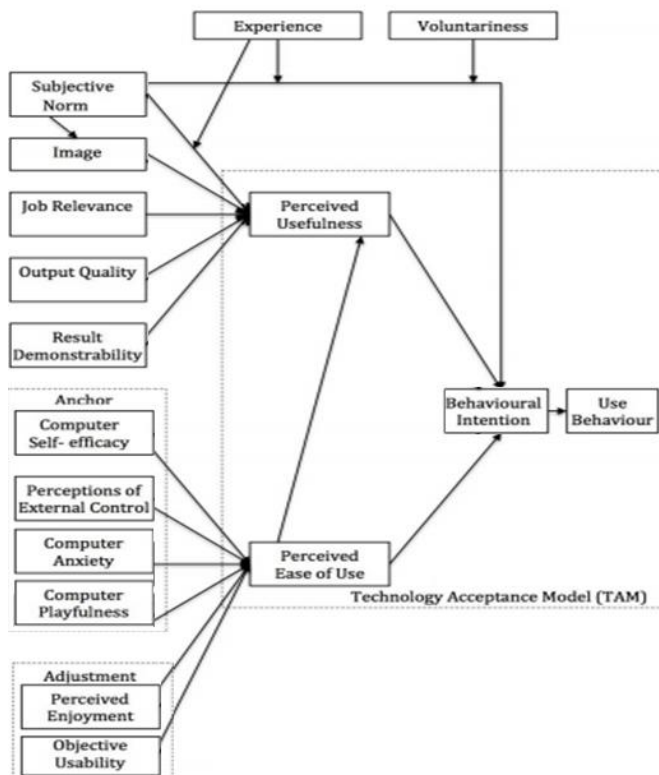 Experience
Voluntariness
Subjective
Norm
Image
Job Relevance
Perceived
Usefulness
Output Quality
Result
Demonstrability
Anchor
Computer
Self- efficacy
Behavioural
Intention
Use
Behaviour
Perceptions of
External Control
Computer
Anxiety
Perceived
Ease of Use
Computer
Playfulness
Technology Acceptance Model (TAM)
Adjustment
Perceived
Enjoyment
Objective
Usability